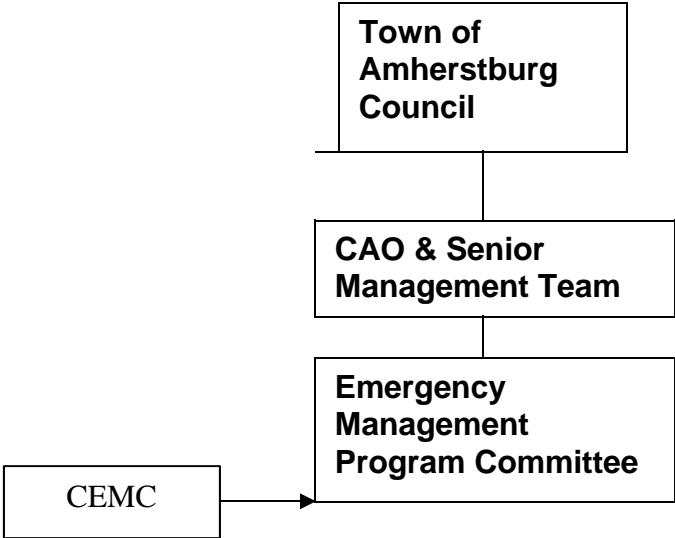 Town of
Amherstburg
Council
CAO & Senior
Management Team
Emergency
Management
Program Committee
CEMC